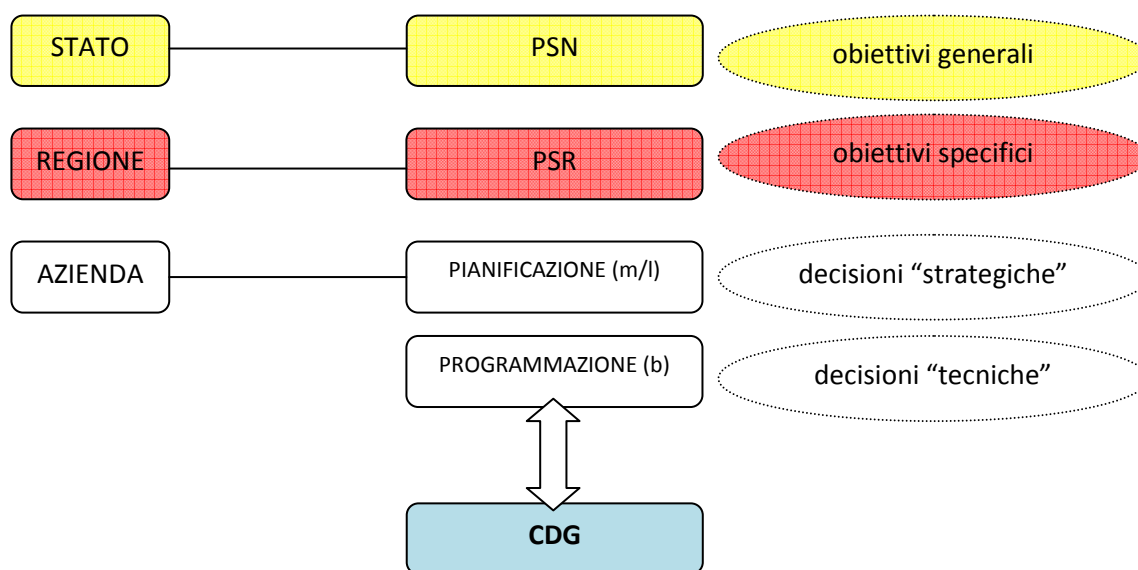 STATO
PSN
obiettivi generali
REGIONE
PSR
obiettivi specifici
AZIENDA
PIANIFICAZIONE (m/l)
decisioni “strategiche”
PROGRAMMAZIONE (b)
decisioni “tecniche”
CDG